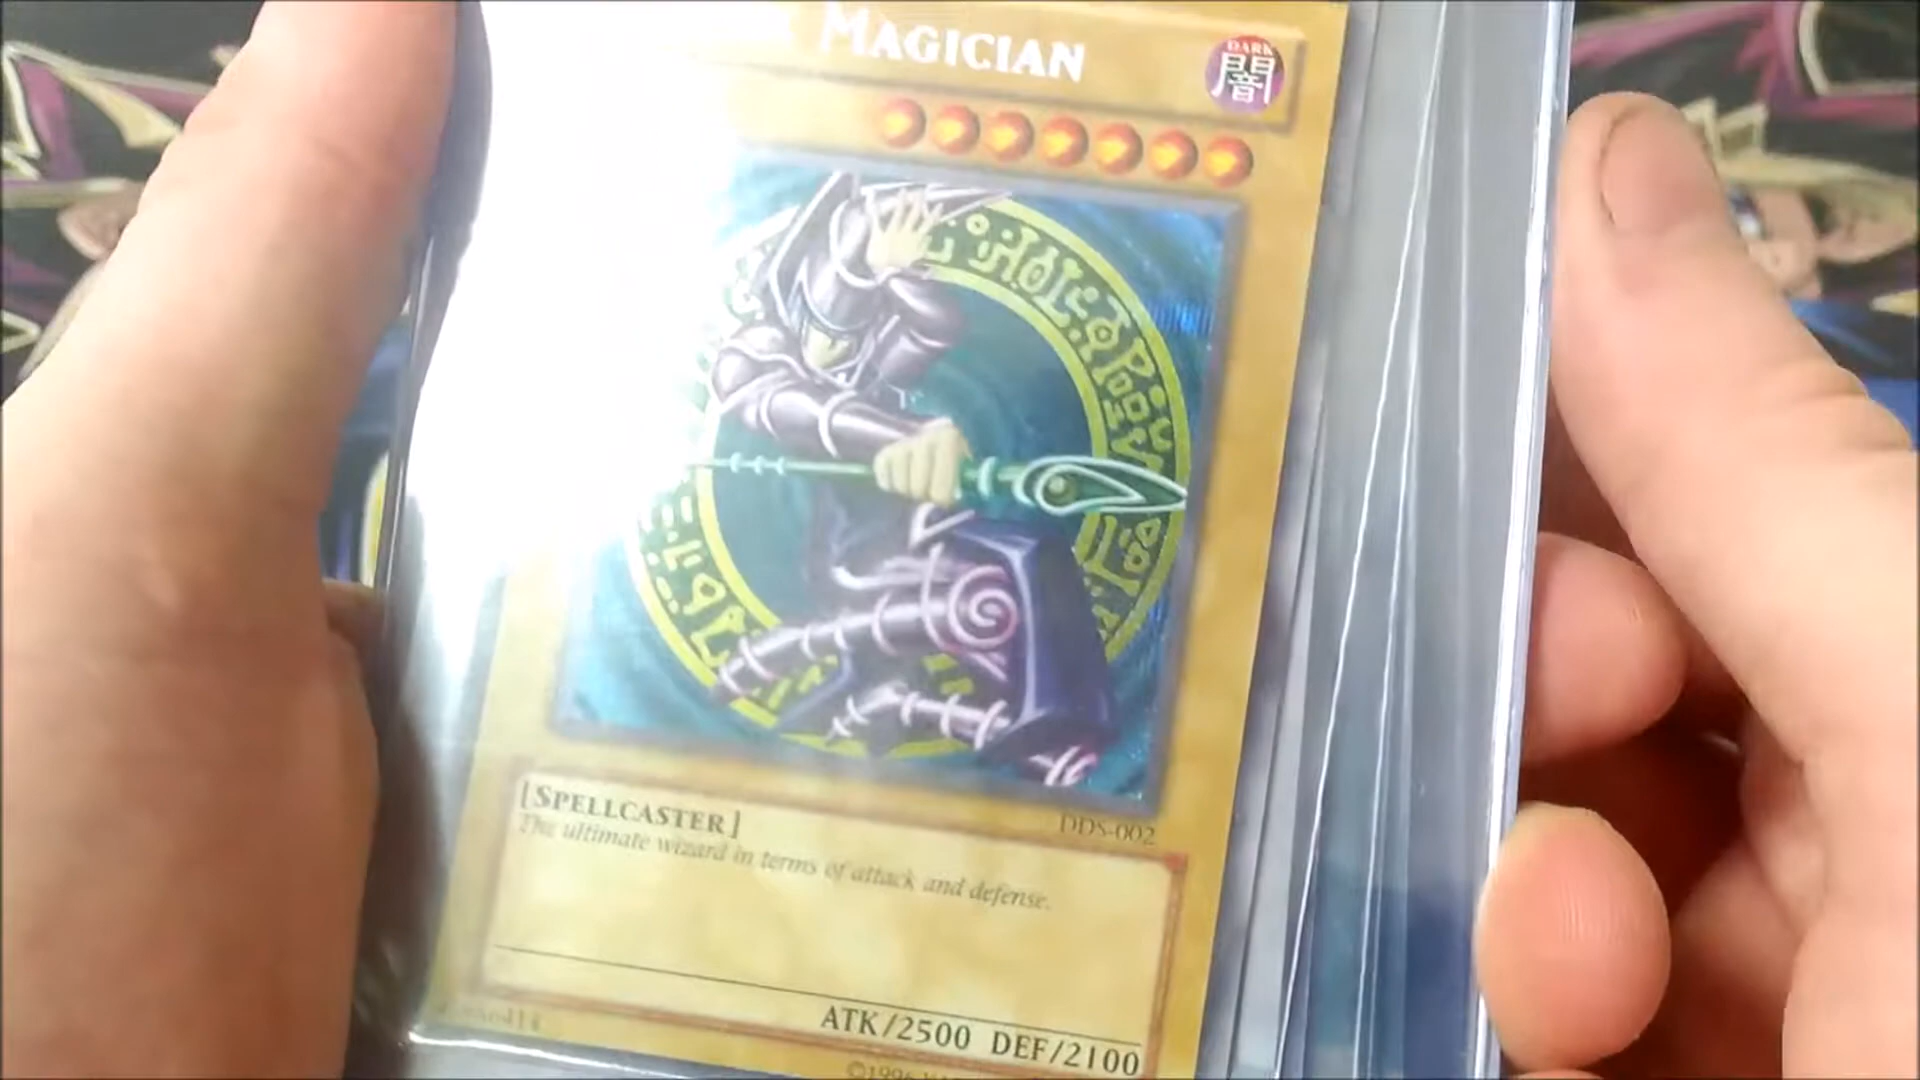 MAGICIAN
DARK
闇
[SPELLCASTER]
DDS-002
The ultimate wizard in terms of attack and defense.
ATK/2500 DEF/2100
©1996